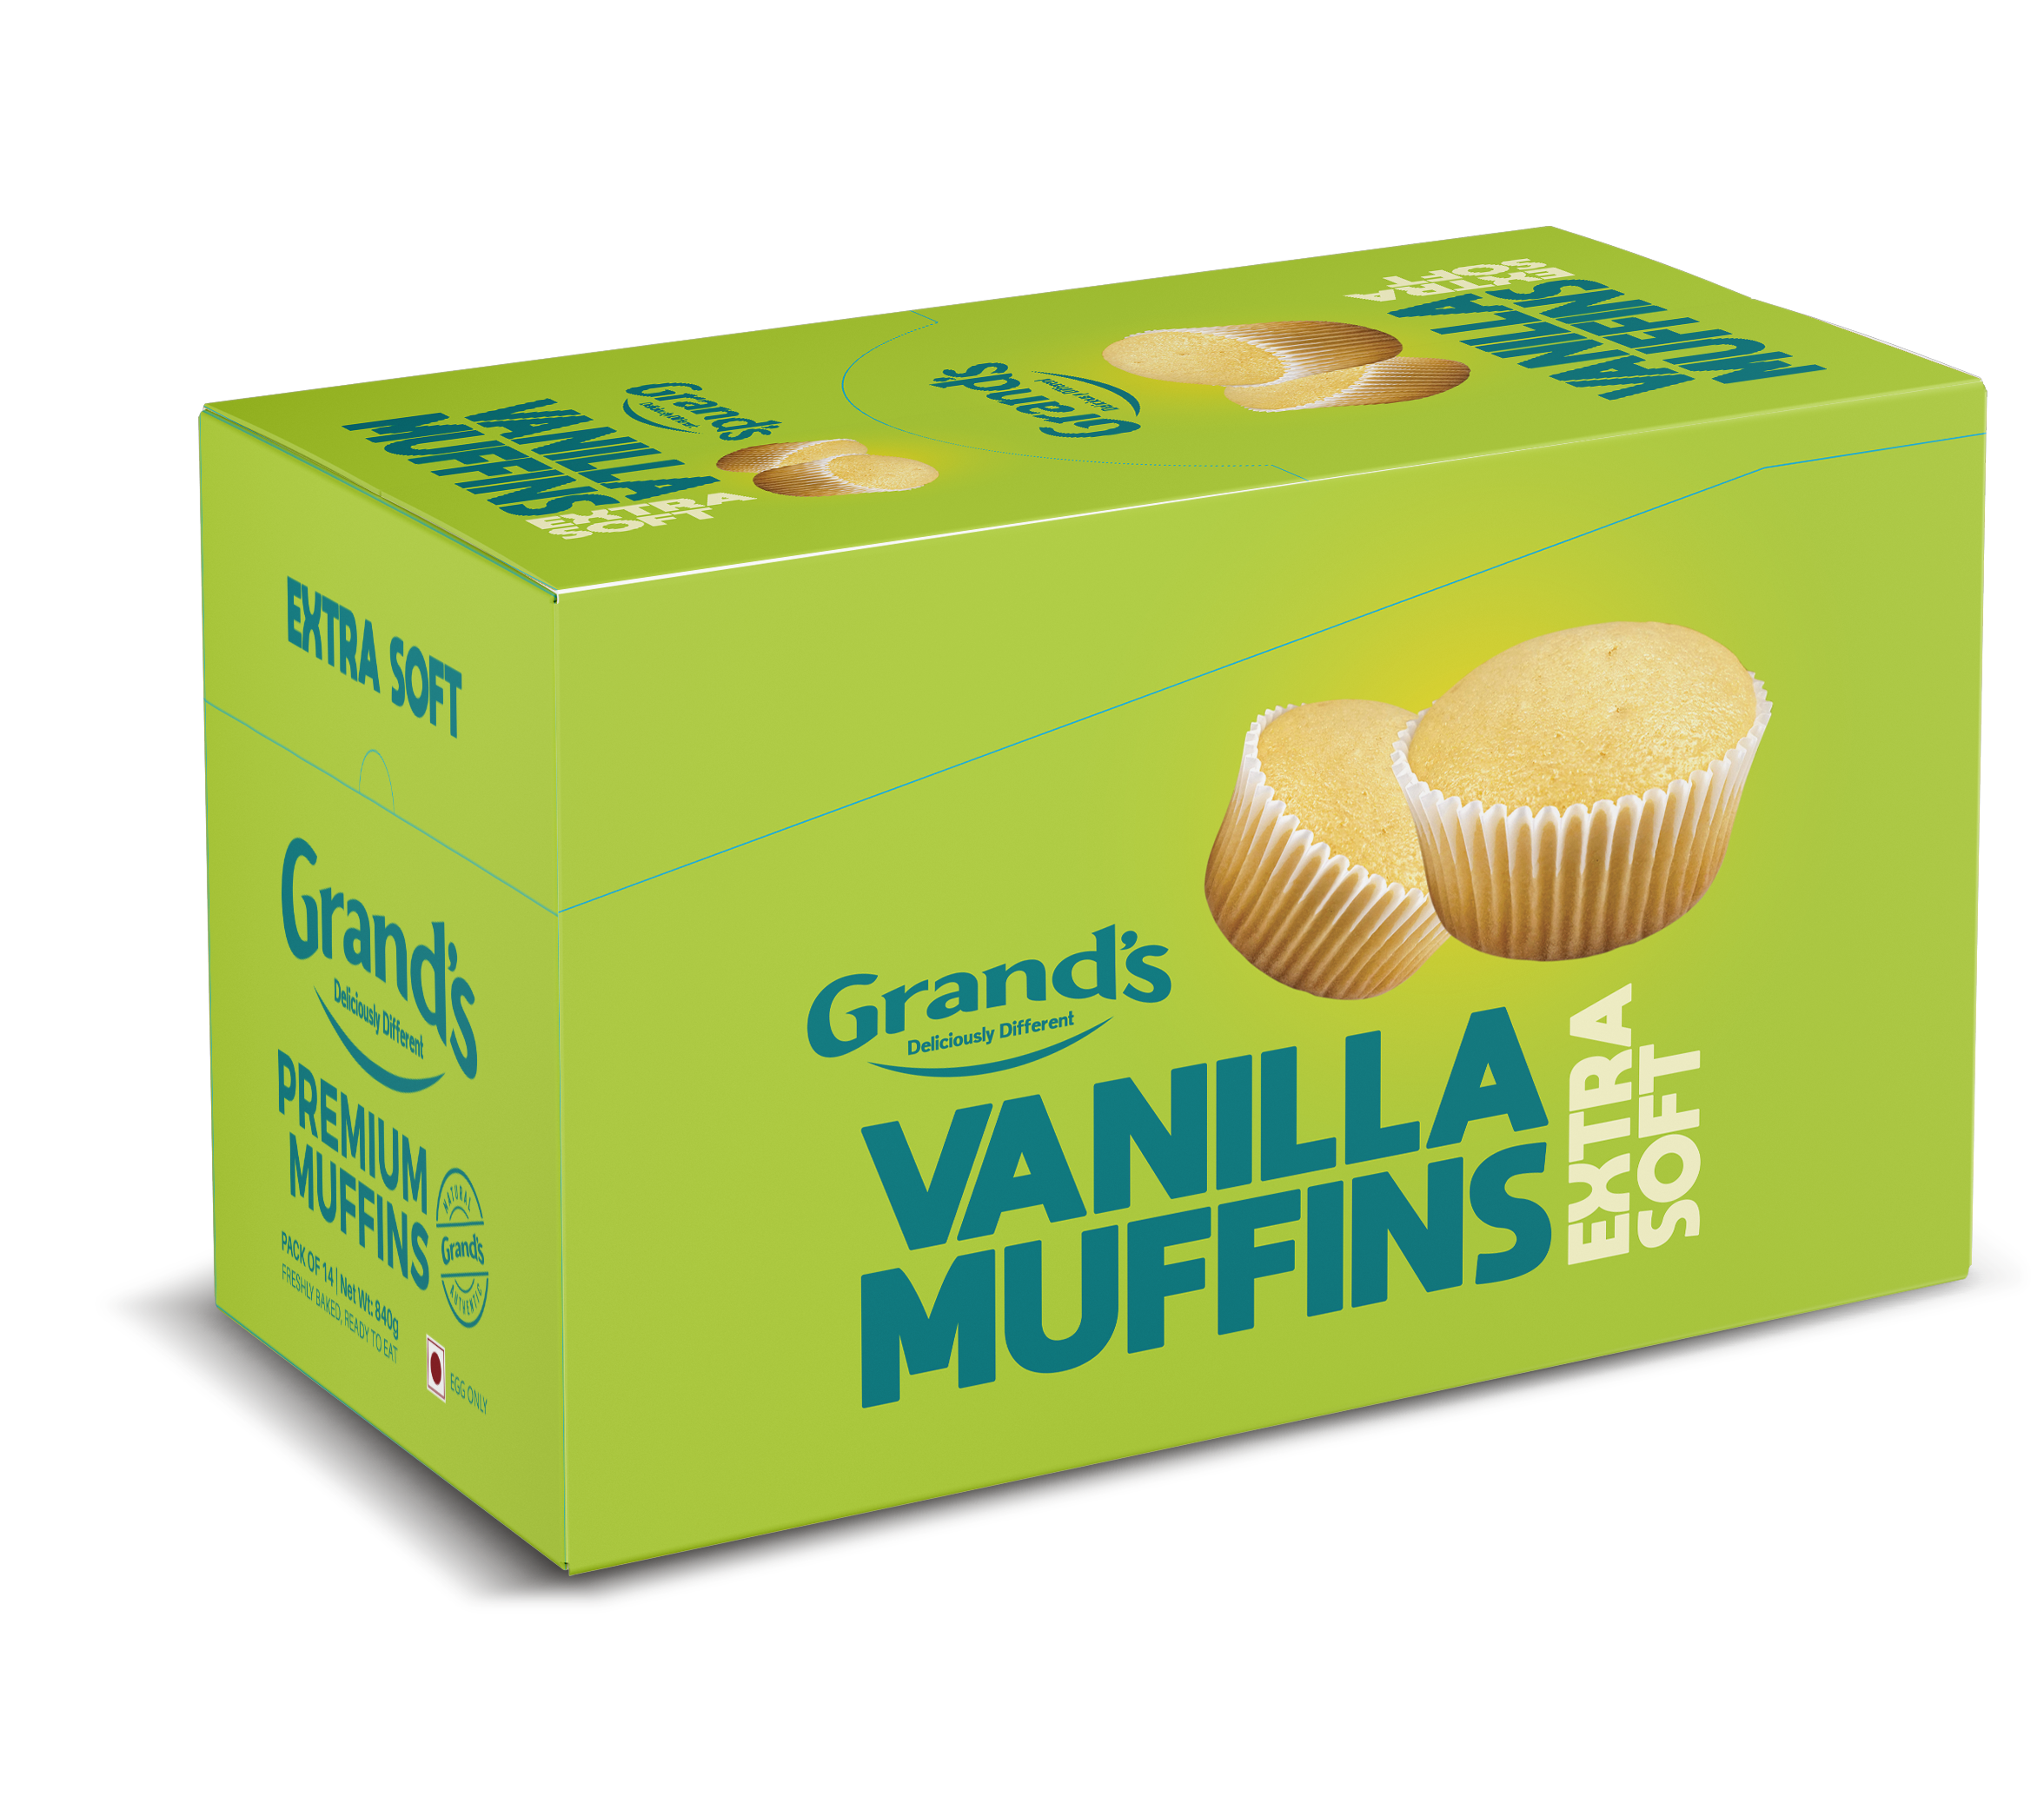 Grand's
Deliciously Different
VANILLA
MUFFINS
EXTRA
SOFT
Grand's
Deliciously Different
VANILLA
MUFFINS
EXTRA
SOFT
EXTRA SOFT
Grand's
Deliciously Different
PREMIUM
MUFFINS
NATURAL
Grand's
AUTHENTIC
PACK OF 14 | Net Wt: 840g
FRESHLY BAKED, READY TO EAT
EGG ONLY
Grand's
Deliciously Different
VANILLA
MUFFINS
EXTRA
SOFT